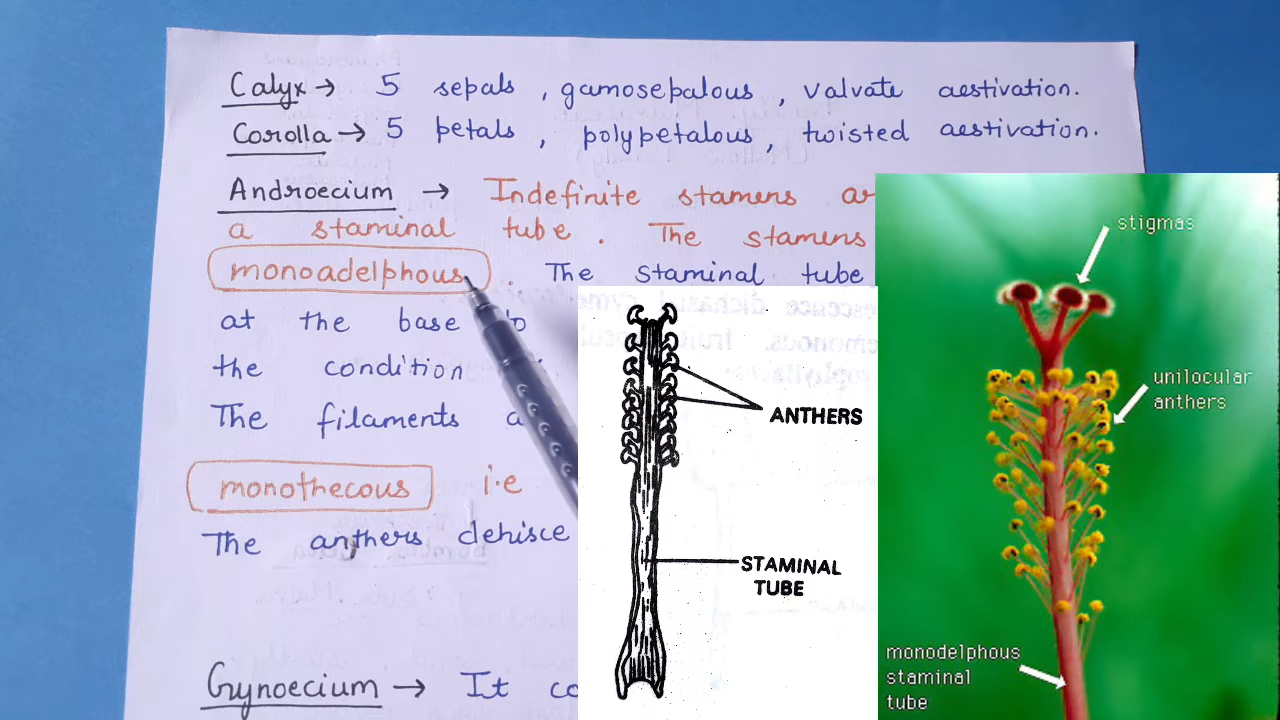 Calyx → 5 sepals , gamosepalous , valvate aestivation.
Corolla → 5 petals , polypetalous , twisted aestivation.
Androecium → Indefinite stamens
a staminal tube . The stamens
monoadelphous . The staminal tube
at the base
the condition
The filaments
monothecous i.e
The anthers dehisce
Gynoecium → It
ANTHERS
STAMINAL
TUBE
stigmas
unilocular
anthers
monodelphous
staminal
tube